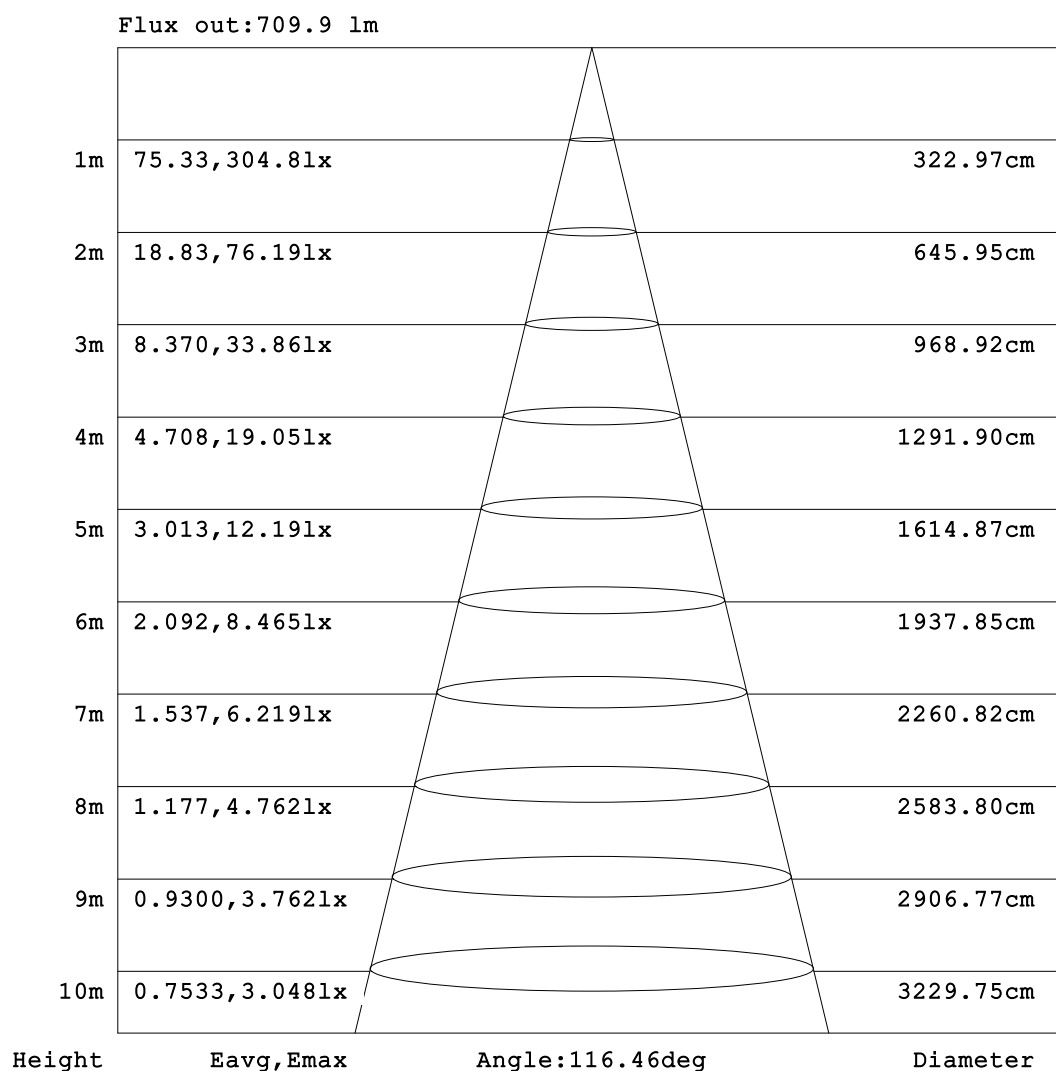 Flux out:709.9 lm
1m 75.33,304.8lx 322.97cm
2m 18.83,76.19lx 645.95cm
3m 8.370,33.86lx 968.92cm
4m 4.708,19.05lx 1291.90cm
5m 3.013,12.19lx 1614.87cm
6m 2.092,8.465lx 1937.85cm
7m 1.537,6.219lx 2260.82cm
8m 1.177,4.762lx 2583.80cm
9m 0.9300,3.762lx 2906.77cm
10m 0.7533,3.048lx 3229.75cm
Height Eavg,Emax Angle:116.46deg Diameter